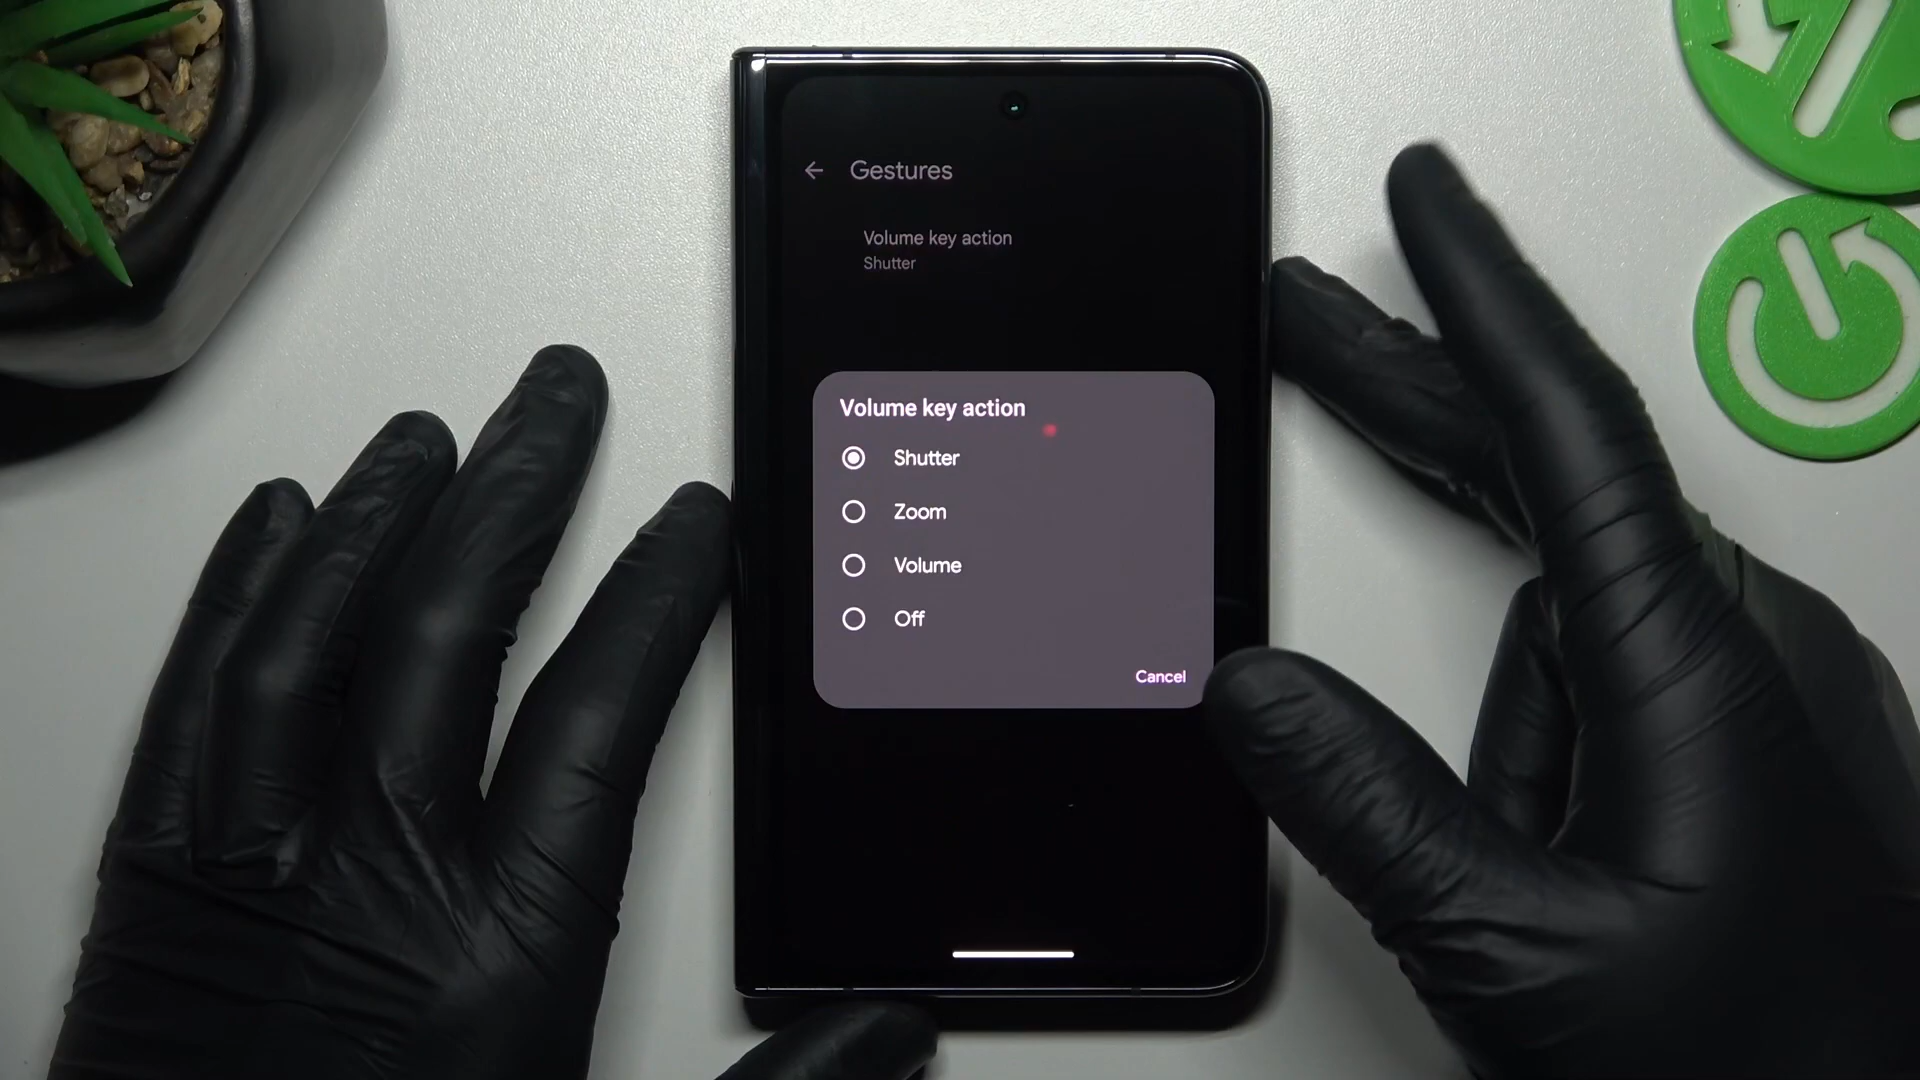 Gestures
Volume key action
Shutter
Volume key action
Shutter
Zoom
Volume
Off
Cancel